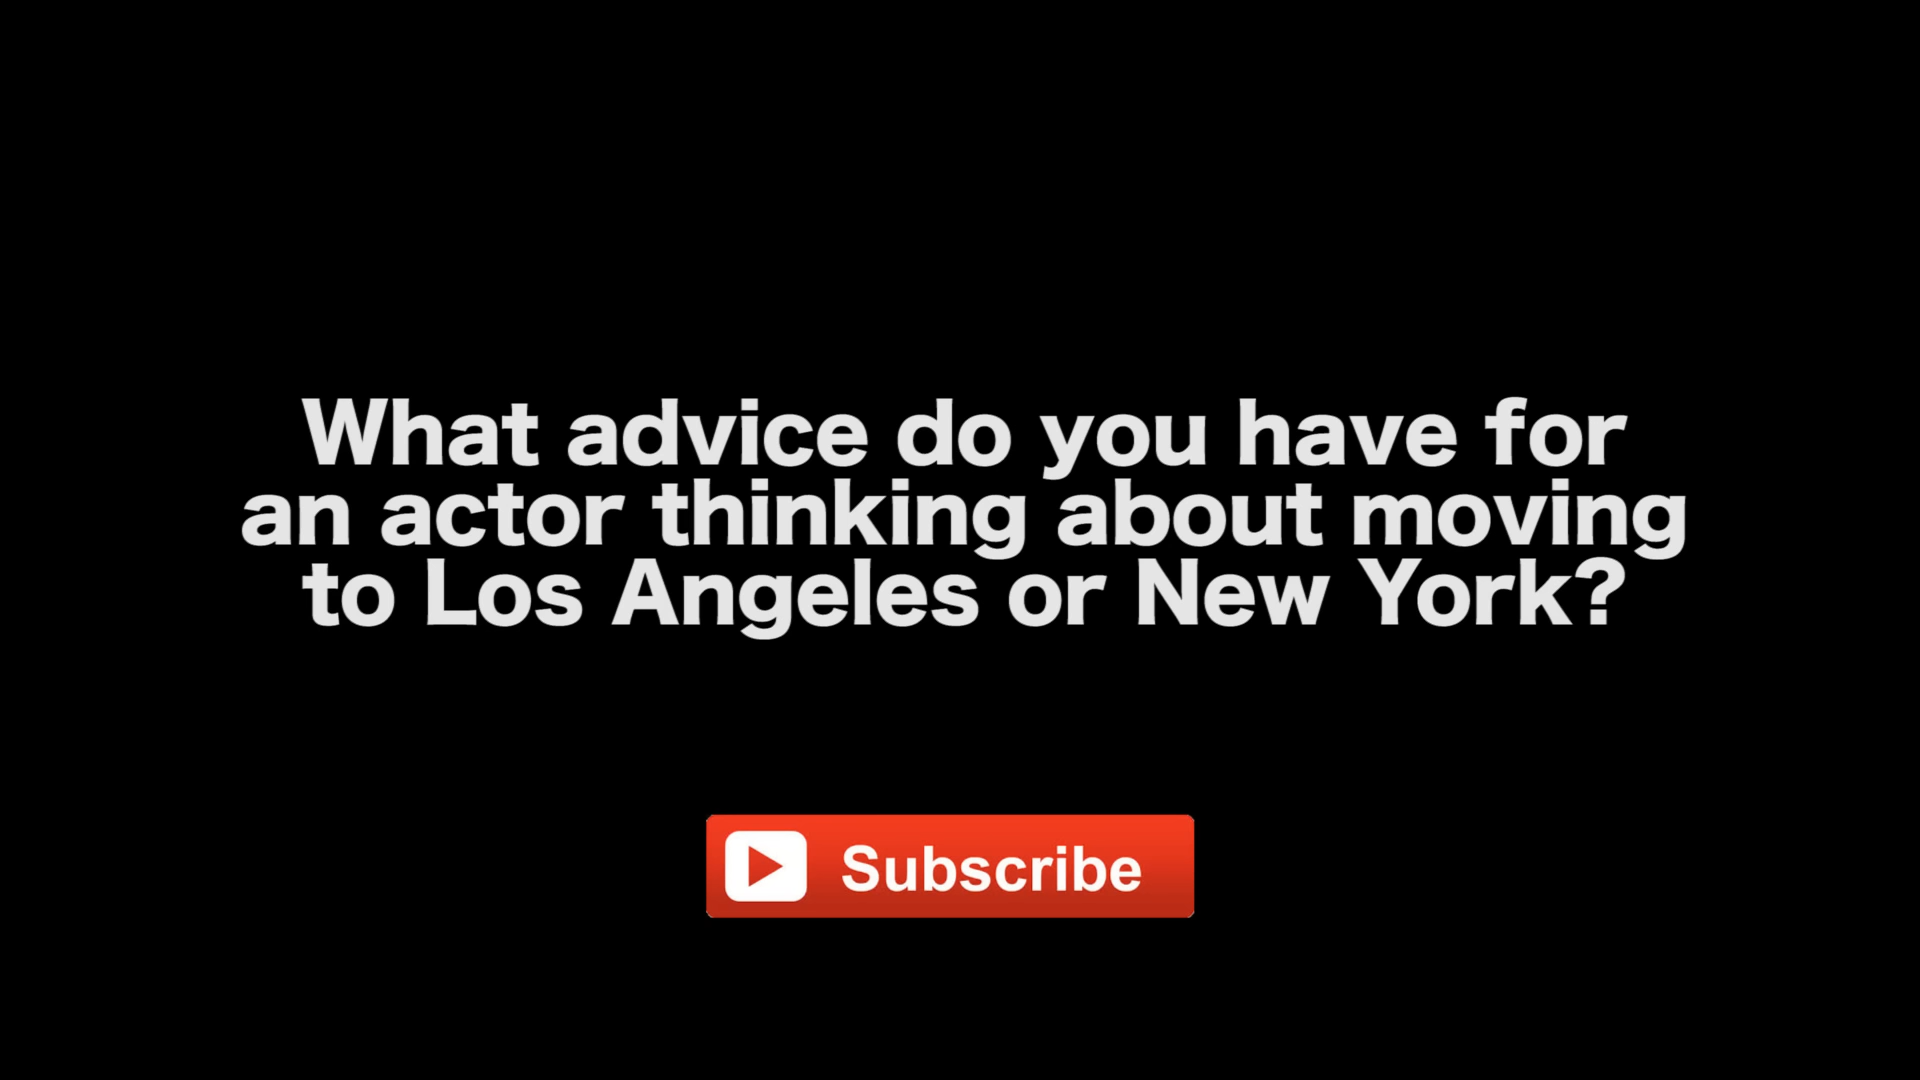 What advice do you have for
an actor thinking about moving
to Los Angeles or New York?
Subscribe